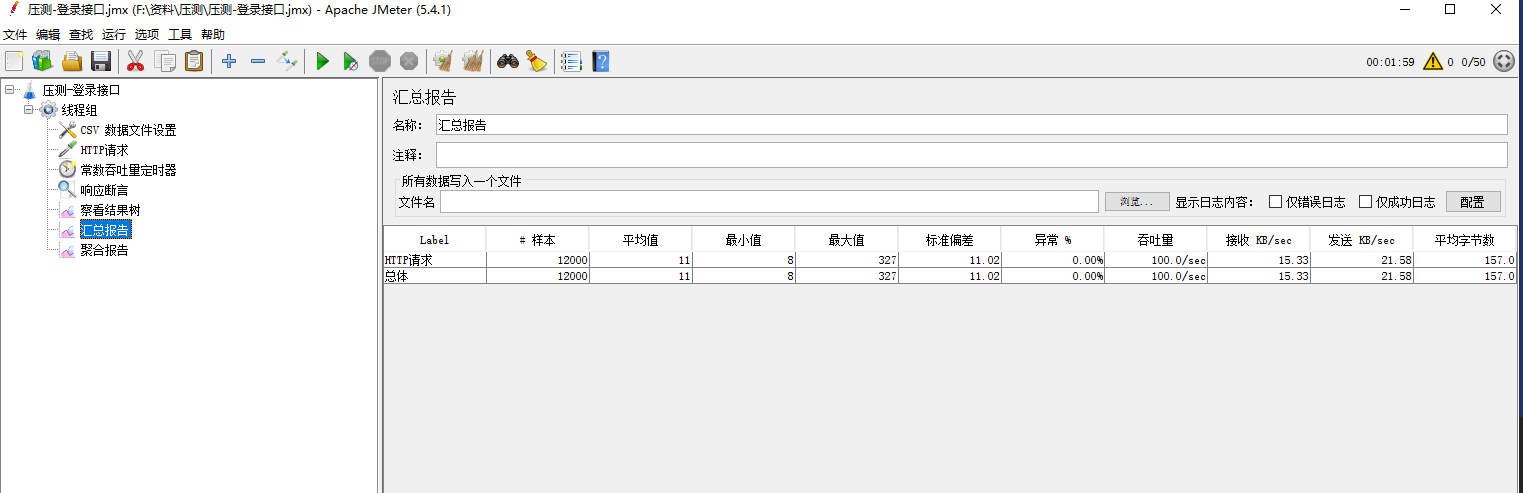 压测-登录接口.jmx (F:\资料\压测\压测-登录接口.jmx) - Apache JMeter (5.4.1)
文件 编辑 查找 运行 选项 工具 帮助
STOP 00:01:59 0 0/50
压测-登录接口
线程组
CSV 数据文件设置
HTTP请求
常数吞吐量定时器
响应断言
察看结果树
汇总报告
聚合报告
汇总报告
名称： 汇总报告
注释：
所有数据写入一个文件
文件名 浏览... 显示日志内容： 仅错误日志 仅成功日志 配置
Label # 样本 平均值 最小值 最大值 标准偏差 异常 % 吞吐量 接收 KB/sec 发送 KB/sec 平均字节数
HTTP请求 12000 11 8 327 11.02 0.00% 100.0/sec 15.33 21.58 157.0
总体 12000 11 8 327 11.02 0.00% 100.0/sec 15.33 21.58 157.0